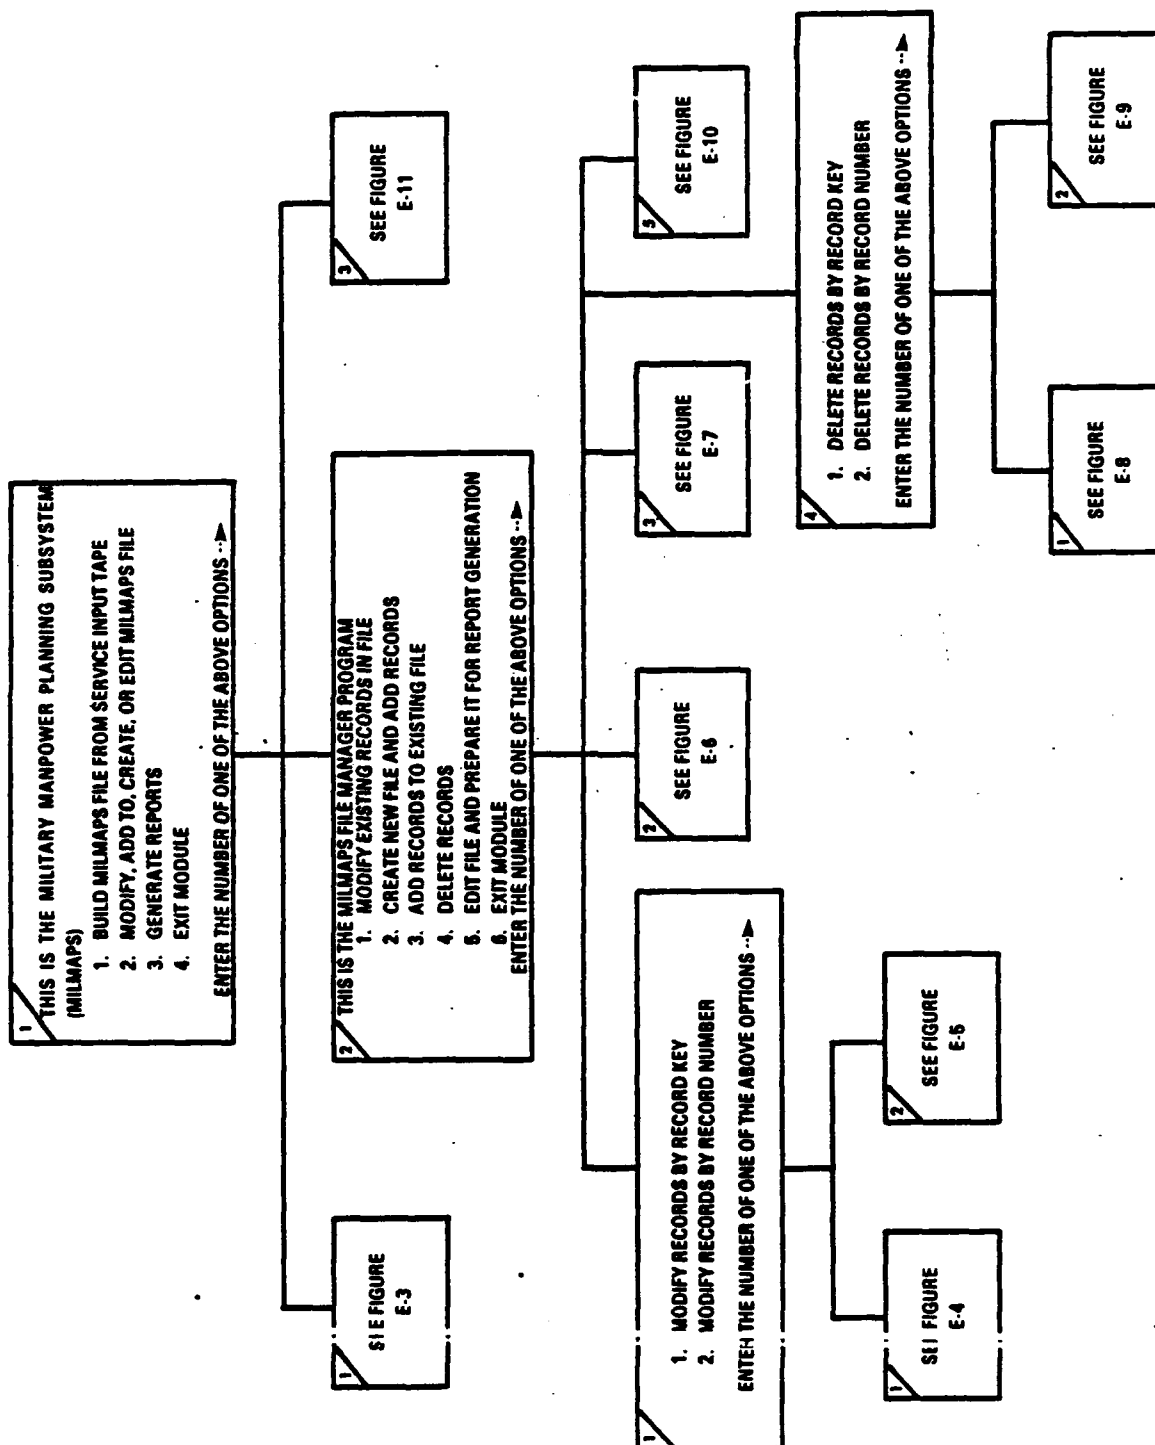 1
THIS IS THE MILITARY MANPOWER PLANNING SUBSYSTEM
(MILMAPS)
1. BUILD MILMAPS FILE FROM SERVICE INPUT TAPE
2. MODIFY, ADD TO, CREATE, OR EDIT MILMAPS FILE
3. GENERATE REPORTS
4. EXIT MODULE
ENTER THE NUMBER OF ONE OF THE ABOVE OPTIONS --►
1
SEE FIGURE
E-3
2
THIS IS THE MILMAPS FILE MANAGER PROGRAM
1. MODIFY EXISTING RECORDS IN FILE
2. CREATE NEW FILE AND ADD RECORDS
3. ADD RECORDS TO EXISTING FILE
4. DELETE RECORDS
5. EDIT FILE AND PREPARE IT FOR REPORT GENERATION
6. EXIT MODULE
ENTER THE NUMBER OF ONE OF THE ABOVE OPTIONS --►
3
SEE FIGURE
E-11
1
1. MODIFY RECORDS BY RECORD KEY
2. MODIFY RECORDS BY RECORD NUMBER
ENTER THE NUMBER OF ONE OF THE ABOVE OPTIONS --►
2
SEE FIGURE
E-6
3
SEE FIGURE
E-7
5
SEE FIGURE
E-10
4
1. DELETE RECORDS BY RECORD KEY
2. DELETE RECORDS BY RECORD NUMBER
ENTER THE NUMBER OF ONE OF THE ABOVE OPTIONS --►
1
SEE FIGURE
E-4
2
SEE FIGURE
E-5
1
SEE FIGURE
E-8
2
SEE FIGURE
E-9